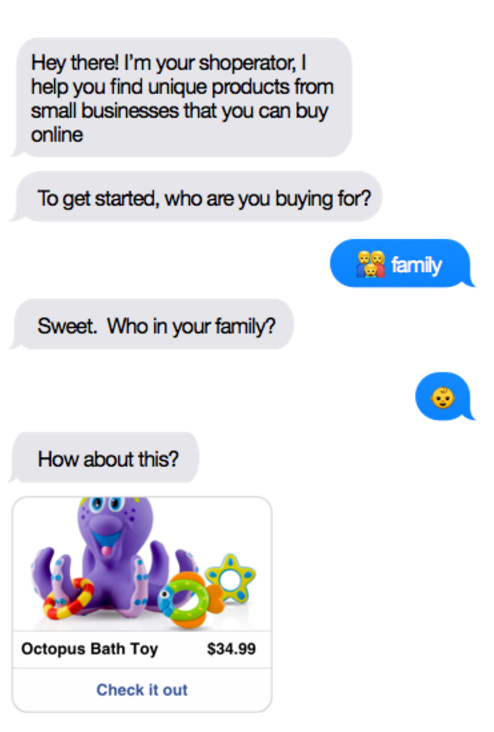 Hey there! I'm your shoperator, I
help you find unique products from
small businesses that you can buy
online
To get started, who are you buying for?
👨‍👩‍👦 family
Sweet.  Who in your family?
👶
How about this?
Octopus Bath Toy $34.99
Check it out